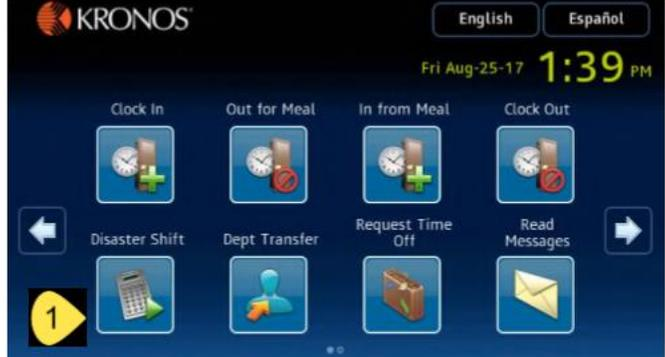 KRONOS
English Español
Fri Aug-25-17 1:39 PM
Clock In Out for Meal In from Meal Clock Out
Disaster Shift Dept Transfer Request Time Off Read Messages
1